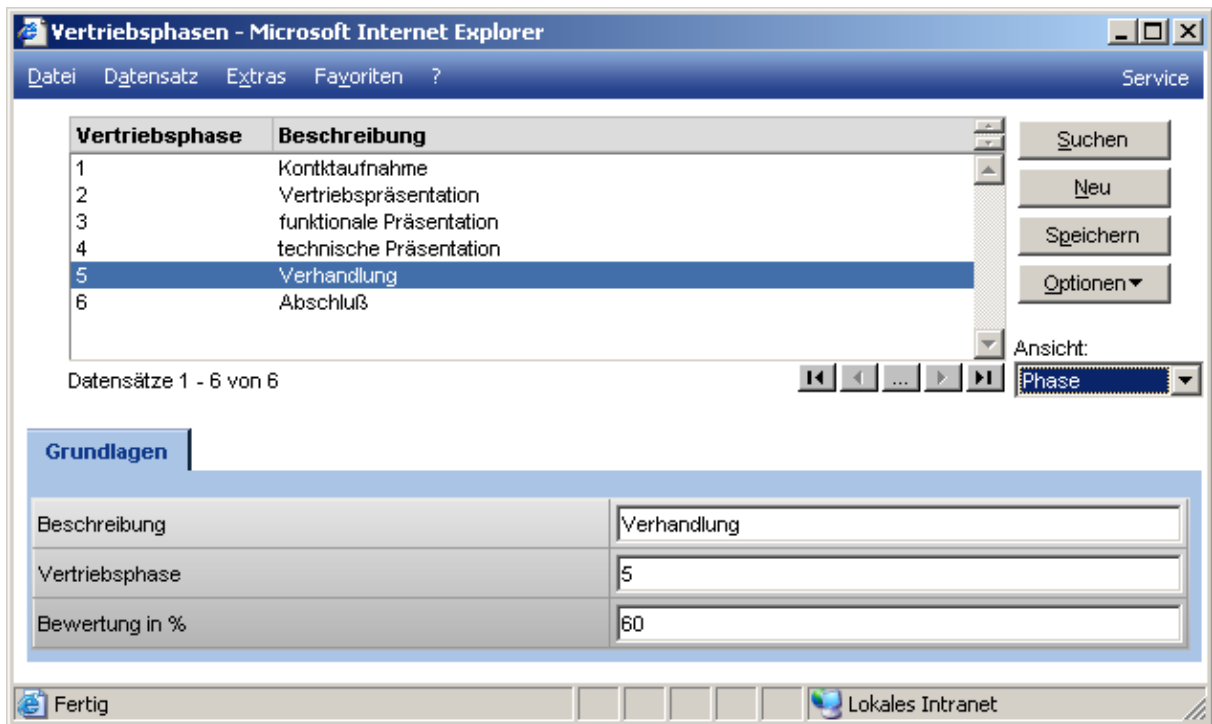 Vertriebsphasen - Microsoft Internet Explorer
Datei Datensatz Extras Favoriten ? Service
Vertriebsphase Beschreibung
1 Kontktaufnahme
2 Vertriebspräsentation
3 funktionale Präsentation
4 technische Präsentation
5 Verhandlung
6 Abschluß
Suchen
Neu
Speichern
Optionen
Ansicht:
Phase
Datensätze 1 - 6 von 6
...
Grundlagen
Beschreibung Verhandlung
Vertriebsphase 5
Bewertung in % 60
Fertig Lokales Intranet